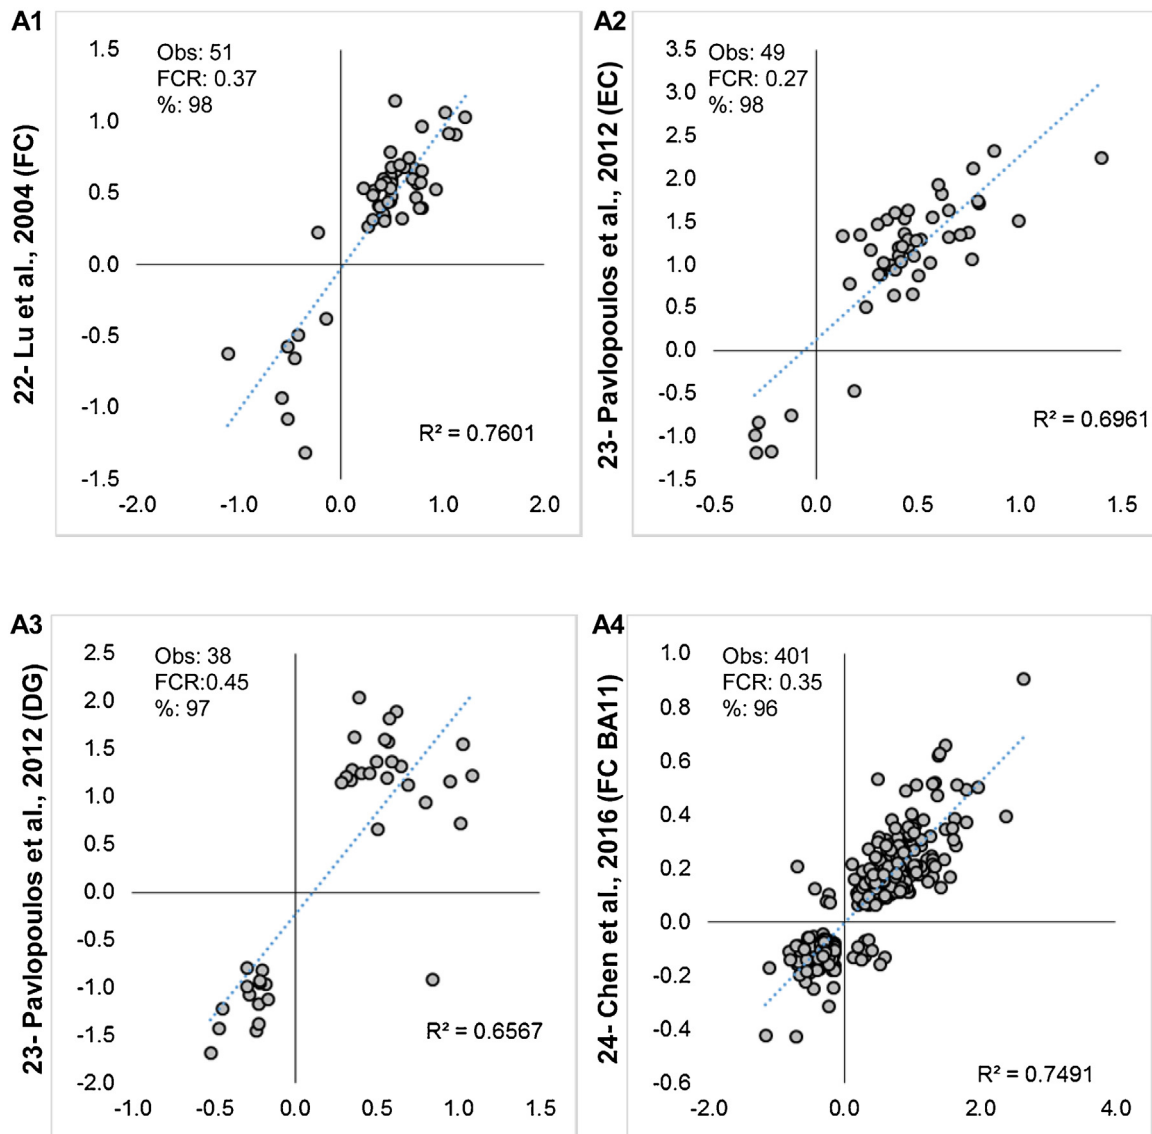 A1
22- Lu et al., 2004 (FC)
Obs: 51
FCR: 0.37
%: 98
1.5
1.0
0.5
0.0
-0.5
-1.0
-1.5
-2.0 -1.0 0.0 1.0 2.0
R² = 0.7601
A2
23- Pavlopoulos et al., 2012 (EC)
Obs: 49
FCR: 0.27
%: 98
3.5
3.0
2.5
2.0
1.5
1.0
0.5
0.0
-0.5
-1.0
-1.5
-0.5 0.0 0.5 1.0 1.5
R² = 0.6961
A3
23- Pavlopoulos et al., 2012 (DG)
Obs: 38
FCR:0.45
%: 97
2.5
2.0
1.5
1.0
0.5
0.0
-0.5
-1.0
-1.5
-2.0
-1.0 -0.5 0.0 0.5 1.0 1.5
R² = 0.6567
A4
24- Chen et al., 2016 (FC BA11)
Obs: 401
FCR: 0.35
%: 96
1.0
0.8
0.6
0.4
0.2
0.0
-0.2
-0.4
-0.6
-2.0 0.0 2.0 4.0
R² = 0.7491